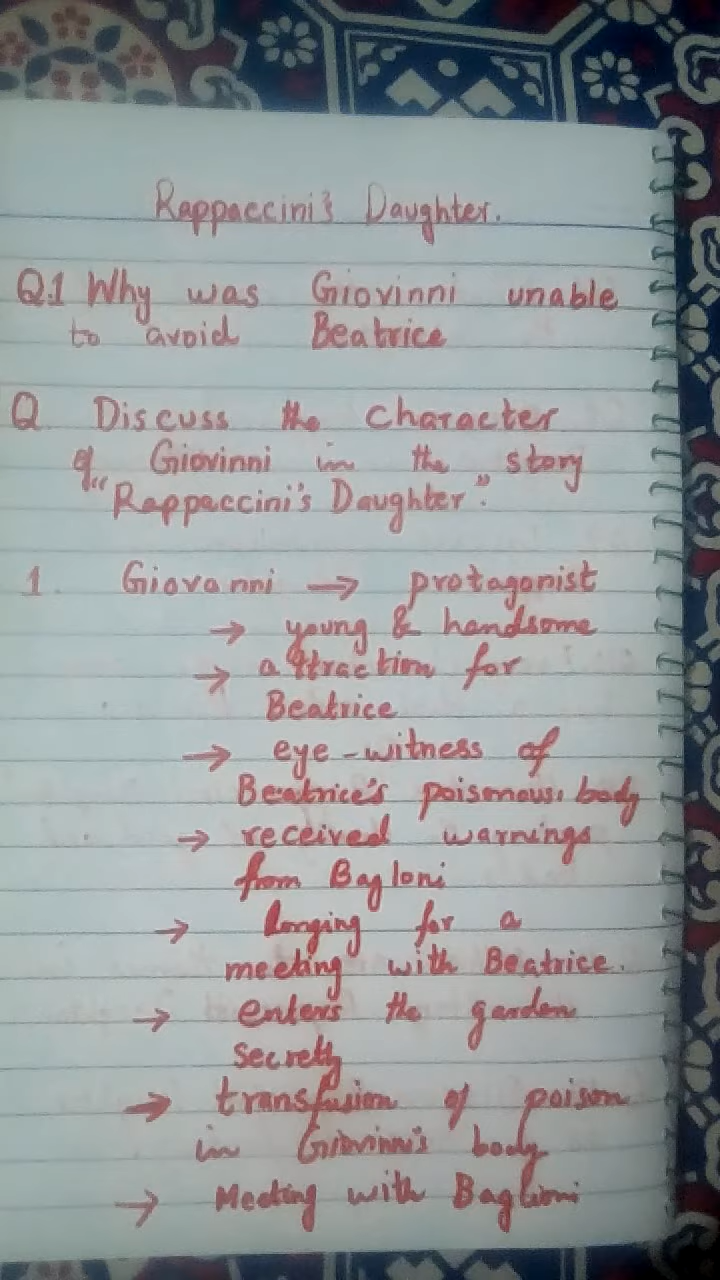 Rappaccini's Daughter.
Q.1 Why was Giovinni unable
to avoid Beatrice
Q Discuss the character
of Giovinni in the story
"Rappaccini's Daughter".
1. Giovanni → protagonist
→ young & handsome
→ attraction for
Beatrice
→ eye-witness of
Beatrice's poisonous body
→ received warnings
from Bagloni
→ longing for a
meeting with Beatrice.
→ enters the garden
secretly
→ transfusion of poison
in Giovinni's body
→ Meeting with Baglioni